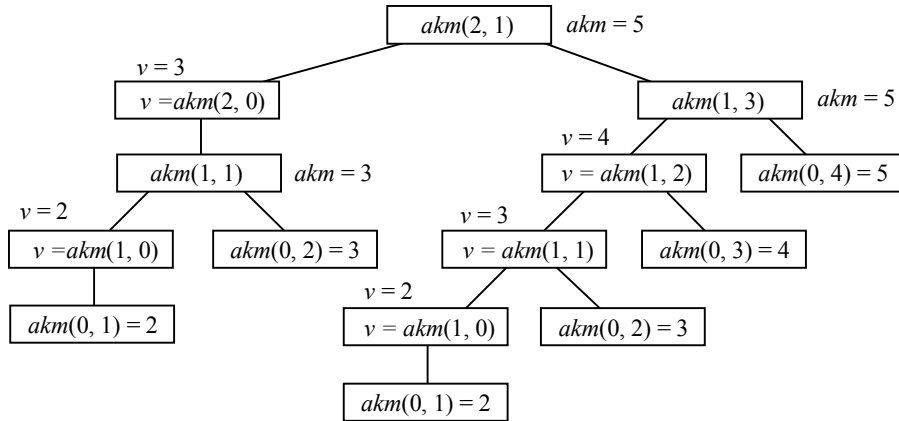 akm(2, 1) akm = 5
v = 3
v =akm(2, 0) akm(1, 3) akm = 5
v = 4
akm(1, 1) akm = 3 v = akm(1, 2) akm(0, 4) = 5
v = 2 v = 3
v =akm(1, 0) akm(0, 2) = 3 v = akm(1, 1) akm(0, 3) = 4
v = 2
akm(0, 1) = 2 v = akm(1, 0) akm(0, 2) = 3
akm(0, 1) = 2